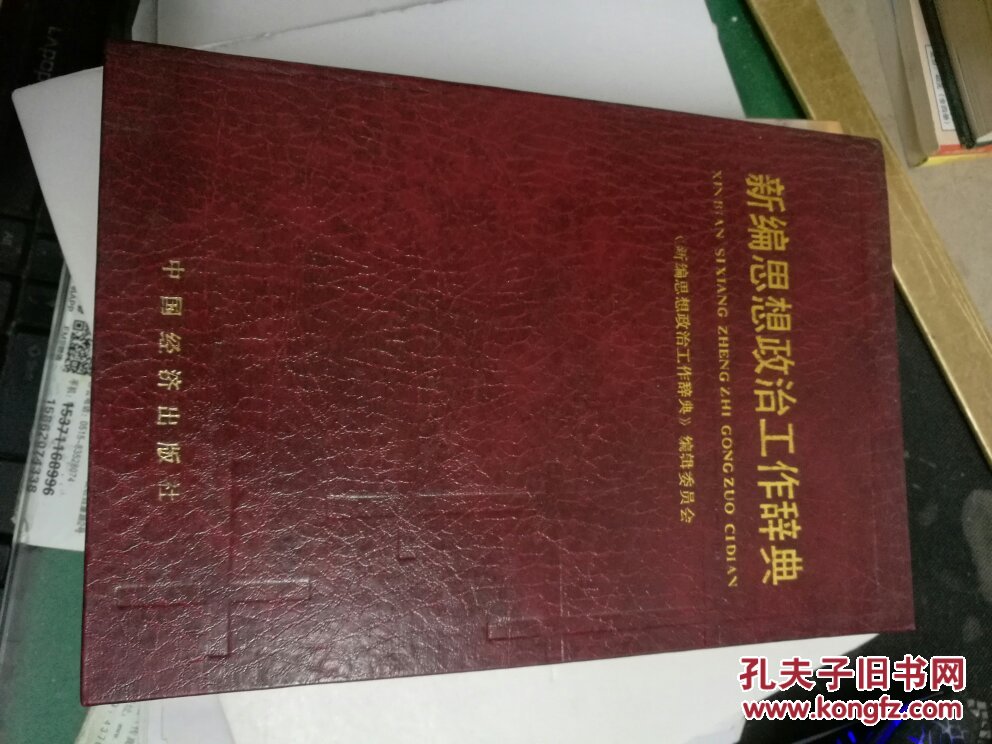 新编思想政治工作辞典
XINBIAN SIXIANG ZHENGZHI GONGZUO CIDIAN
《新编思想政治工作辞典》编辑委员会
中国经济出版社
15371160996
15862074338
孔夫子旧书网
www.kongfz.com